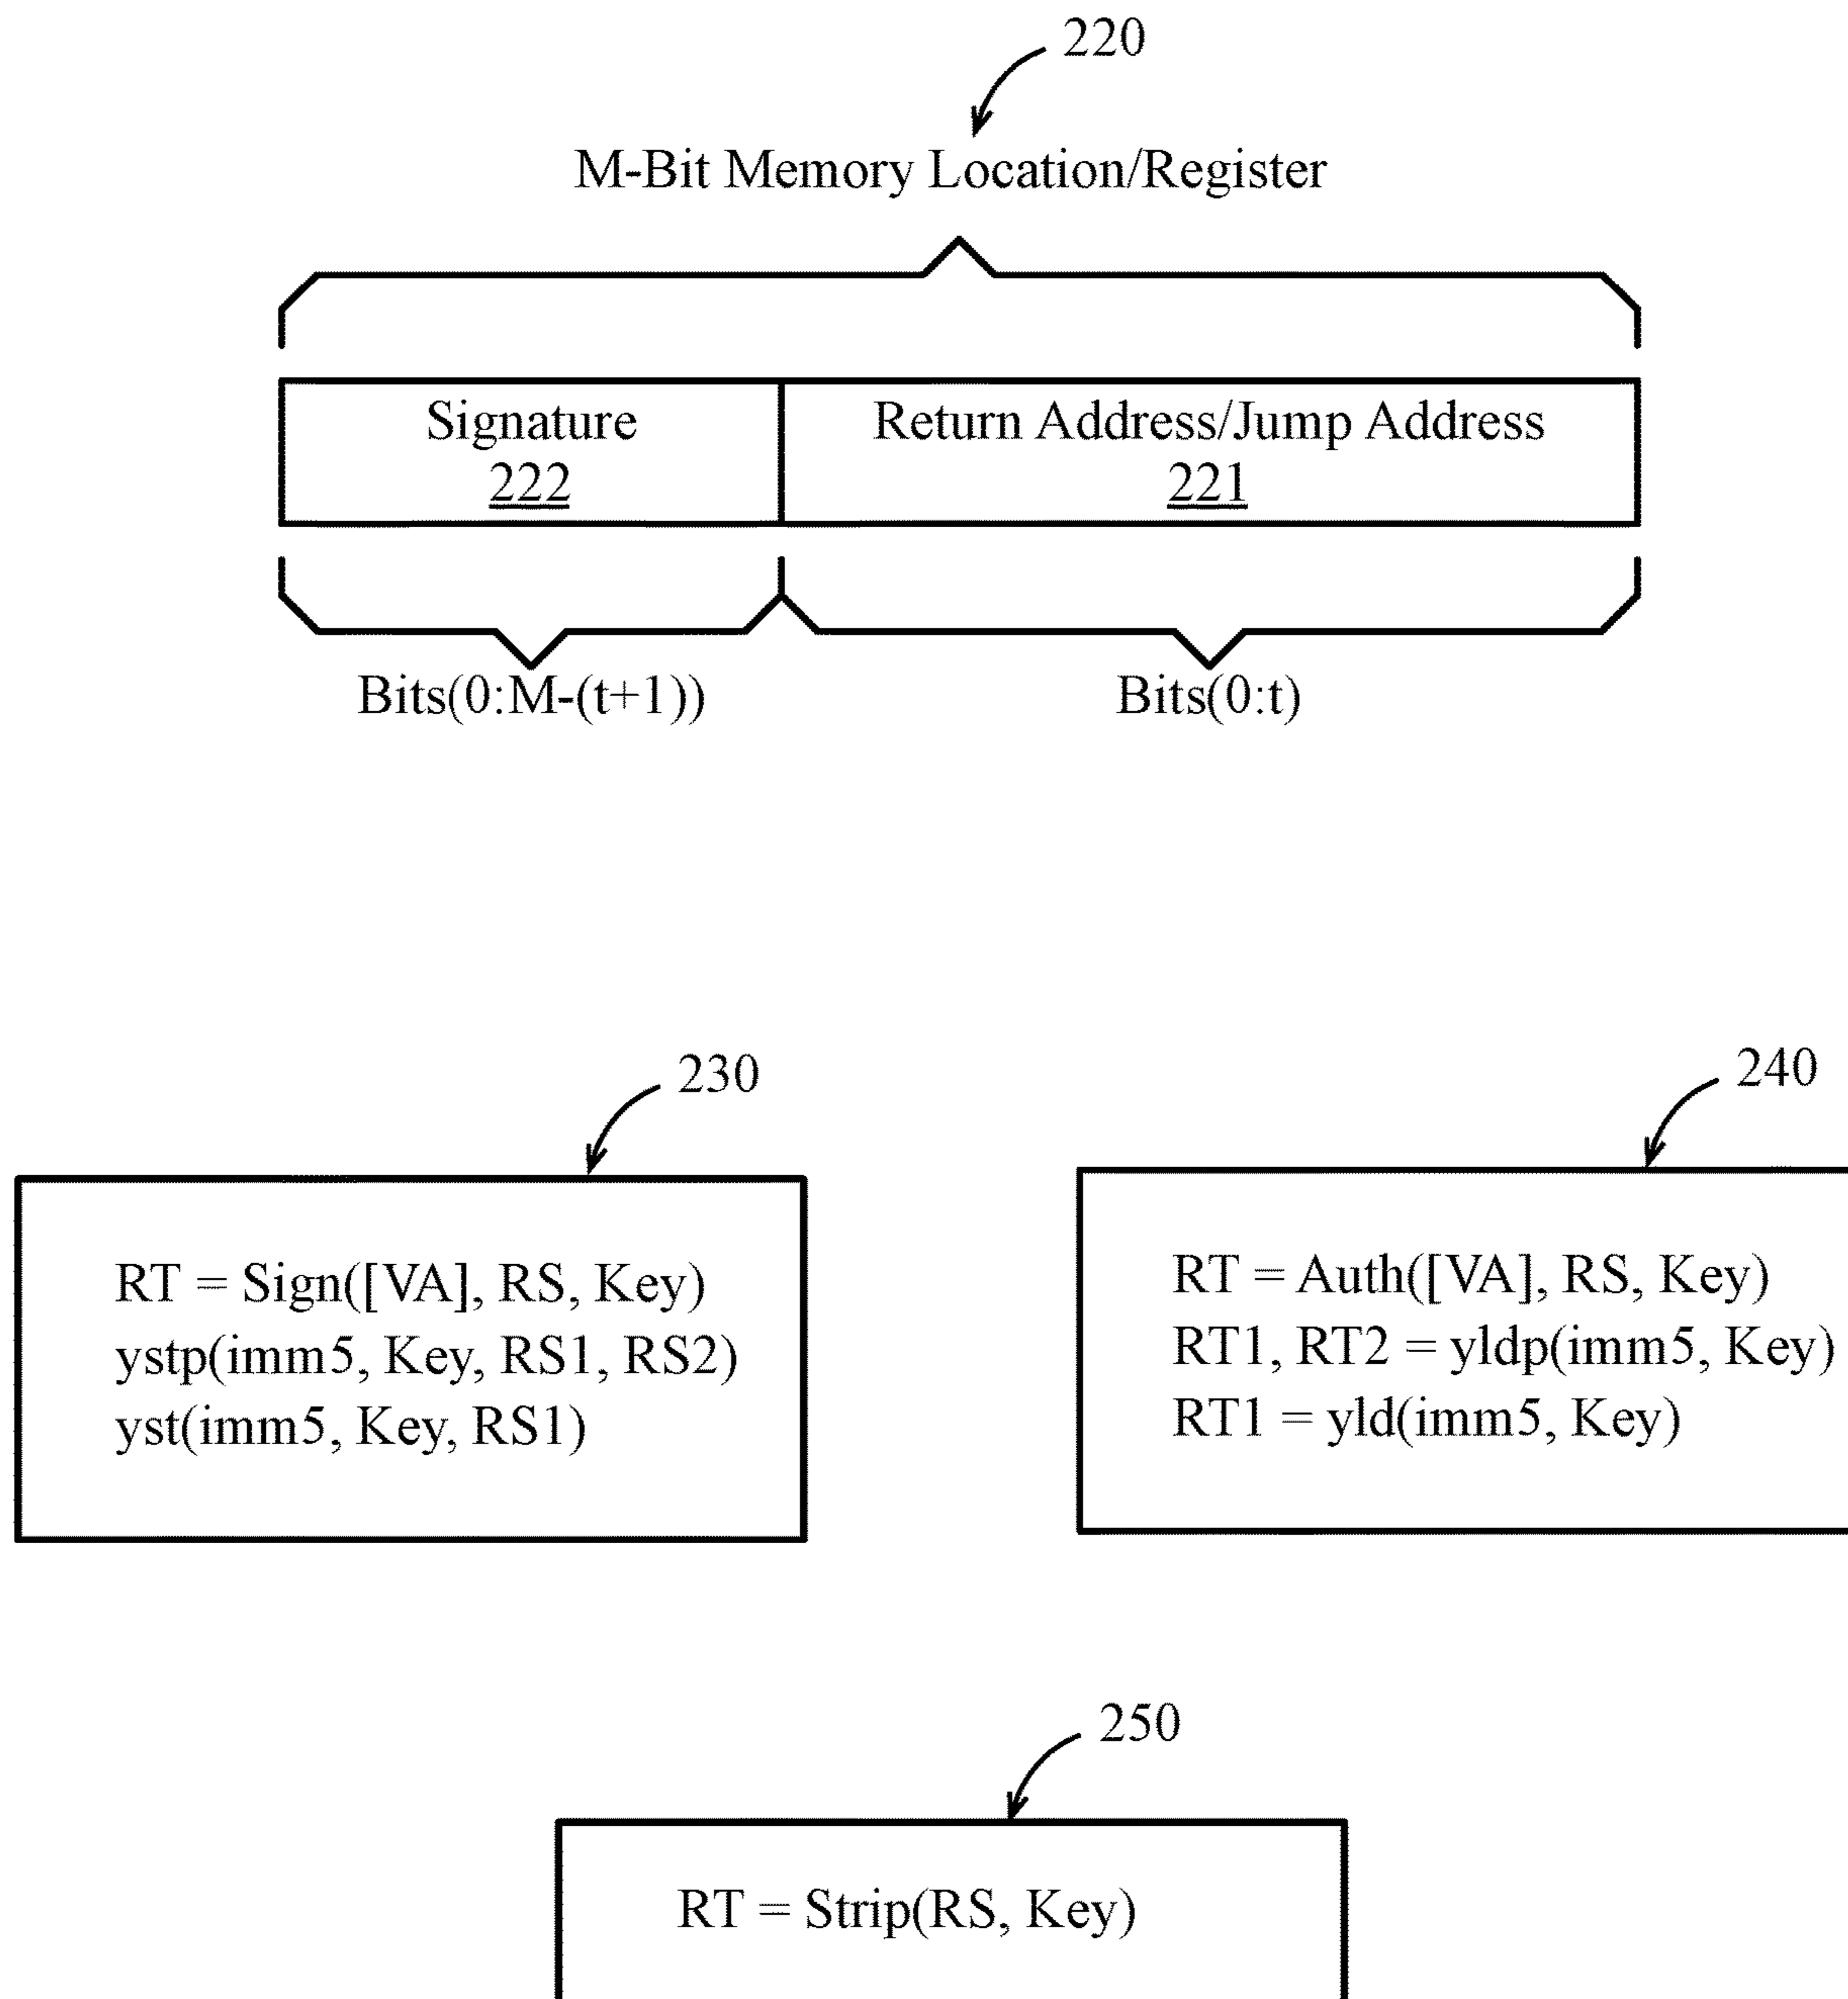 220
M-Bit Memory Location/Register
Signature
222
Return Address/Jump Address
221
Bits(0:M-(t+1))
Bits(0:t)
230
RT = Sign([VA], RS, Key)
ystp(imm5, Key, RS1, RS2)
yst(imm5, Key, RS1)
240
RT = Auth([VA], RS, Key)
RT1, RT2 = yldp(imm5, Key)
RT1 = yld(imm5, Key)
250
RT = Strip(RS, Key)